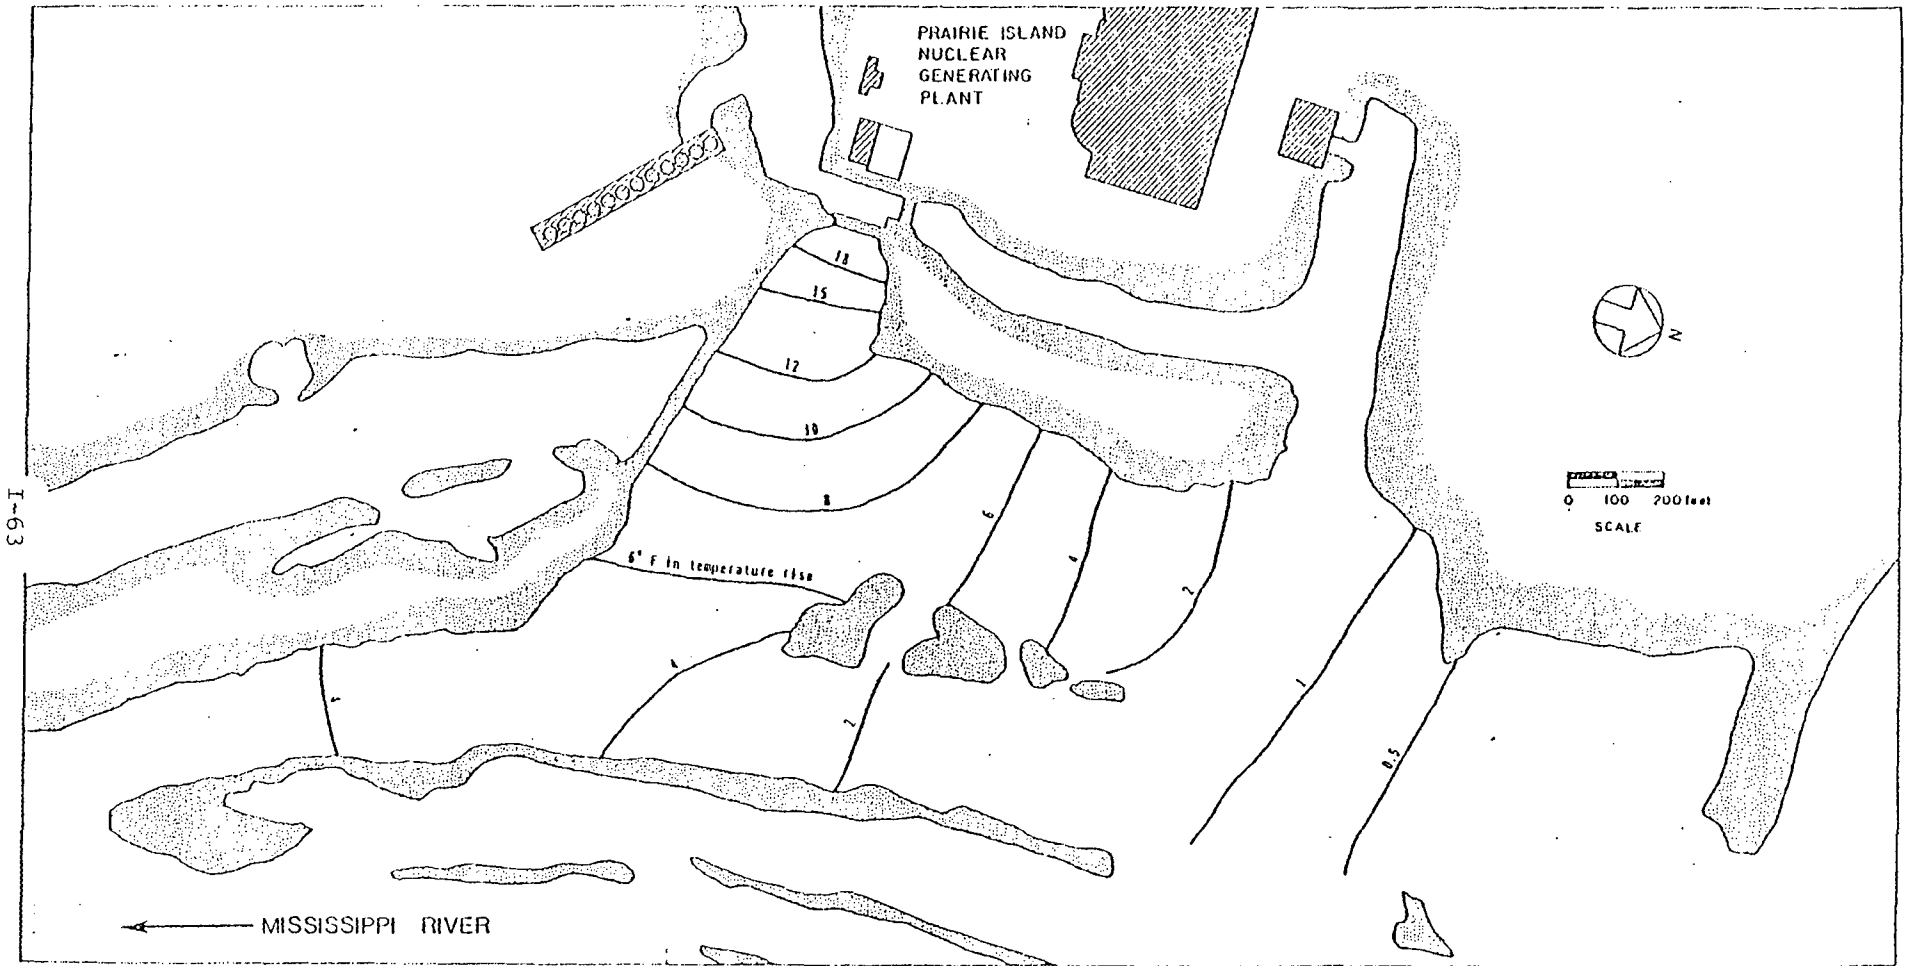 PRAIRIE ISLAND
NUCLEAR
GENERATING
PLANT
18
15
12
10
8
6
4
2
6° F in temperature rise
4
2
1
0.5
N
0 100 200 feet
SCALE
I-63
MISSISSIPPI RIVER